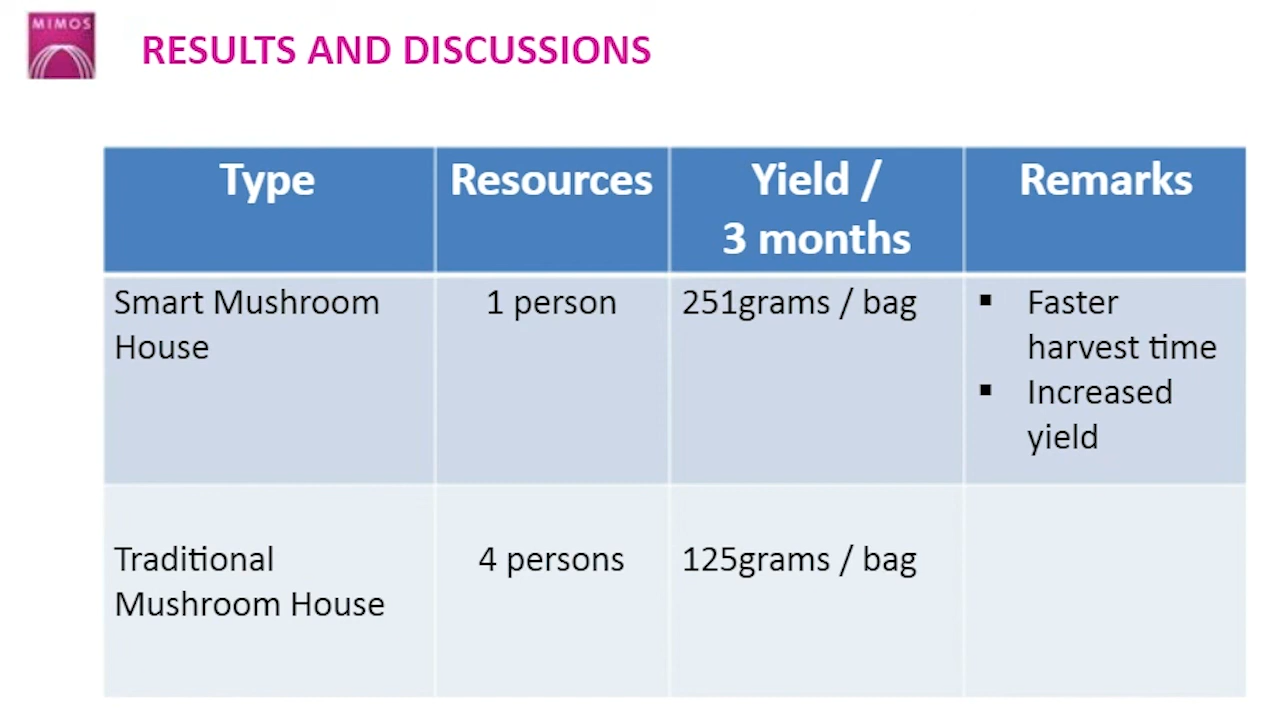 MIMOS
RESULTS AND DISCUSSIONS
Type
Resources
Yield /
3 months
Remarks
Smart Mushroom
House
1 person
251grams / bag
▪ Faster
harvest time
▪ Increased
yield
Traditional
Mushroom House
4 persons
125grams / bag